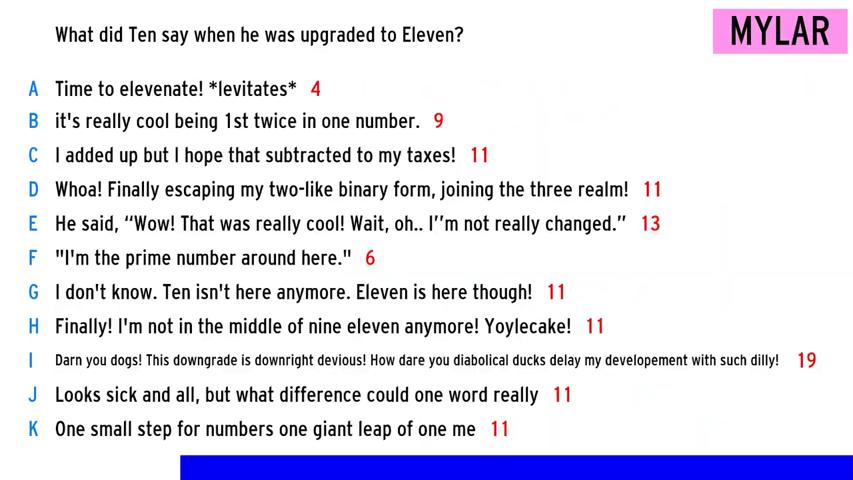 What did Ten say when he was upgraded to Eleven?
MYLAR
A Time to elevenate! *levitates* 4
B it's really cool being 1st twice in one number. 9
C I added up but I hope that subtracted to my taxes! 11
D Whoa! Finally escaping my two-like binary form, joining the three realm! 11
E He said, “Wow! That was really cool! Wait, oh.. I’’m not really changed.” 13
F "I'm the prime number around here." 6
G I don't know. Ten isn't here anymore. Eleven is here though! 11
H Finally! I'm not in the middle of nine eleven anymore! Yoylecake! 11
I Darn you dogs! This downgrade is downright devious! How dare you diabolical ducks delay my developement with such dilly! 19
J Looks sick and all, but what difference could one word really 11
K One small step for numbers one giant leap of one me 11